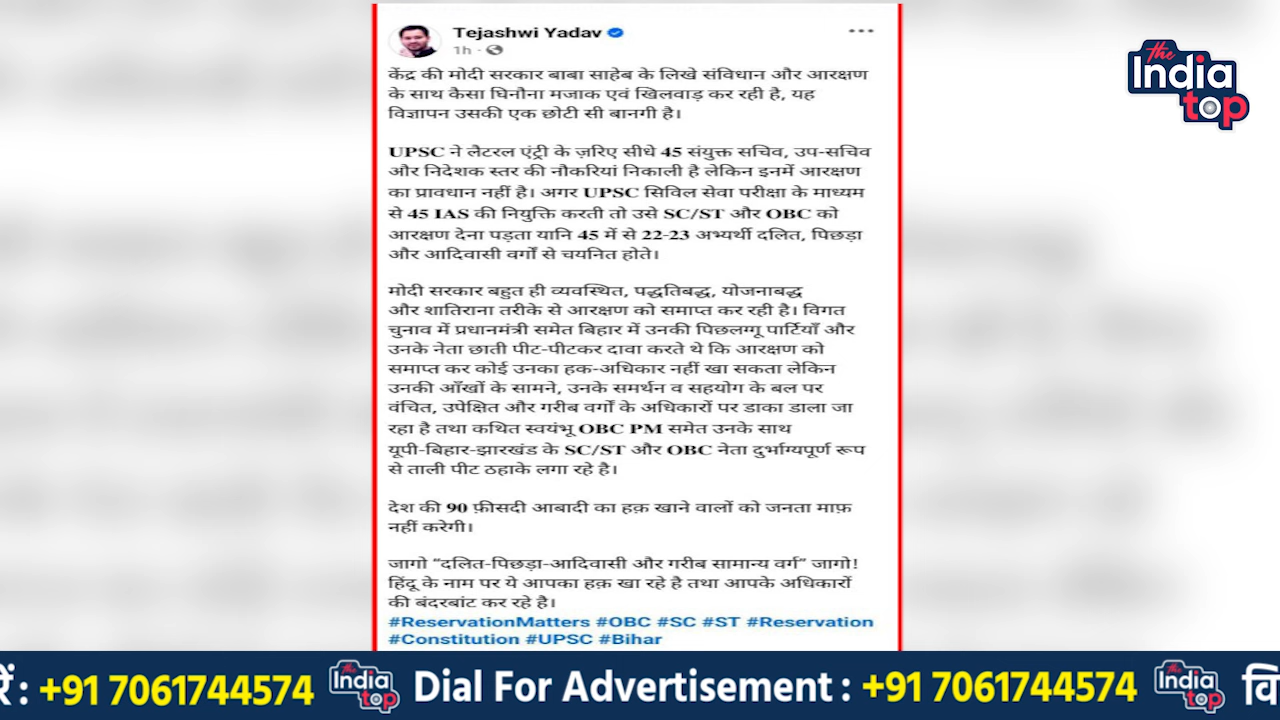 Tejashwi Yadav
1h
the
India
top
केंद्र की मोदी सरकार बाबा साहेब के लिखे संविधान और आरक्षण
के साथ कैसा घिनौना मजाक एवं खिलवाड़ कर रही है, यह
विज्ञापन उसकी एक छोटी सी बानगी है।
UPSC ने लैटरल एंट्री के ज़रिए सीधे 45 संयुक्त सचिव, उप-सचिव
और निदेशक स्तर की नौकरियां निकाली है लेकिन इनमें आरक्षण
का प्रावधान नहीं है। अगर UPSC सिविल सेवा परीक्षा के माध्यम
से 45 IAS की नियुक्ति करती तो उसे SC/ST और OBC को
आरक्षण देना पड़ता यानि 45 में से 22-23 अभ्यर्थी दलित, पिछड़ा
और आदिवासी वर्गों से चयनित होते।
मोदी सरकार बहुत ही व्यवस्थित, पद्धतिबद्ध, योजनाबद्ध
और शातिराना तरीके से आरक्षण को समाप्त कर रही है। विगत
चुनाव में प्रधानमंत्री समेत बिहार में उनकी पिछलग्गू पार्टियाँ और
उनके नेता छाती पीट-पीटकर दावा करते थे कि आरक्षण को
समाप्त कर कोई उनका हक-अधिकार नहीं खा सकता लेकिन
उनकी आँखों के सामने, उनके समर्थन व सहयोग के बल पर
वंचित, उपेक्षित और गरीब वर्गों के अधिकारों पर डाका डाला जा
रहा है तथा कथित स्वयंभू OBC PM समेत उनके साथ
यूपी-बिहार-झारखंड के SC/ST और OBC नेता दुर्भाग्यपूर्ण रूप
से ताली पीट ठहाके लगा रहे है।
देश की 90 फ़ीसदी आबादी का हक़ खाने वालों को जनता माफ़
नहीं करेगी।
जागो “दलित-पिछड़ा-आदिवासी और गरीब सामान्य वर्ग” जागो!
हिंदू के नाम पर ये आपका हक़ खा रहे है तथा आपके अधिकारों
की बंदरबांट कर रहे है।
#ReservationMatters #OBC #SC #ST #Reservation
#Constitution #UPSC #Bihar
रें : +91 7061744574 the India top Dial For Advertisement : +91 7061744574 the India top वि